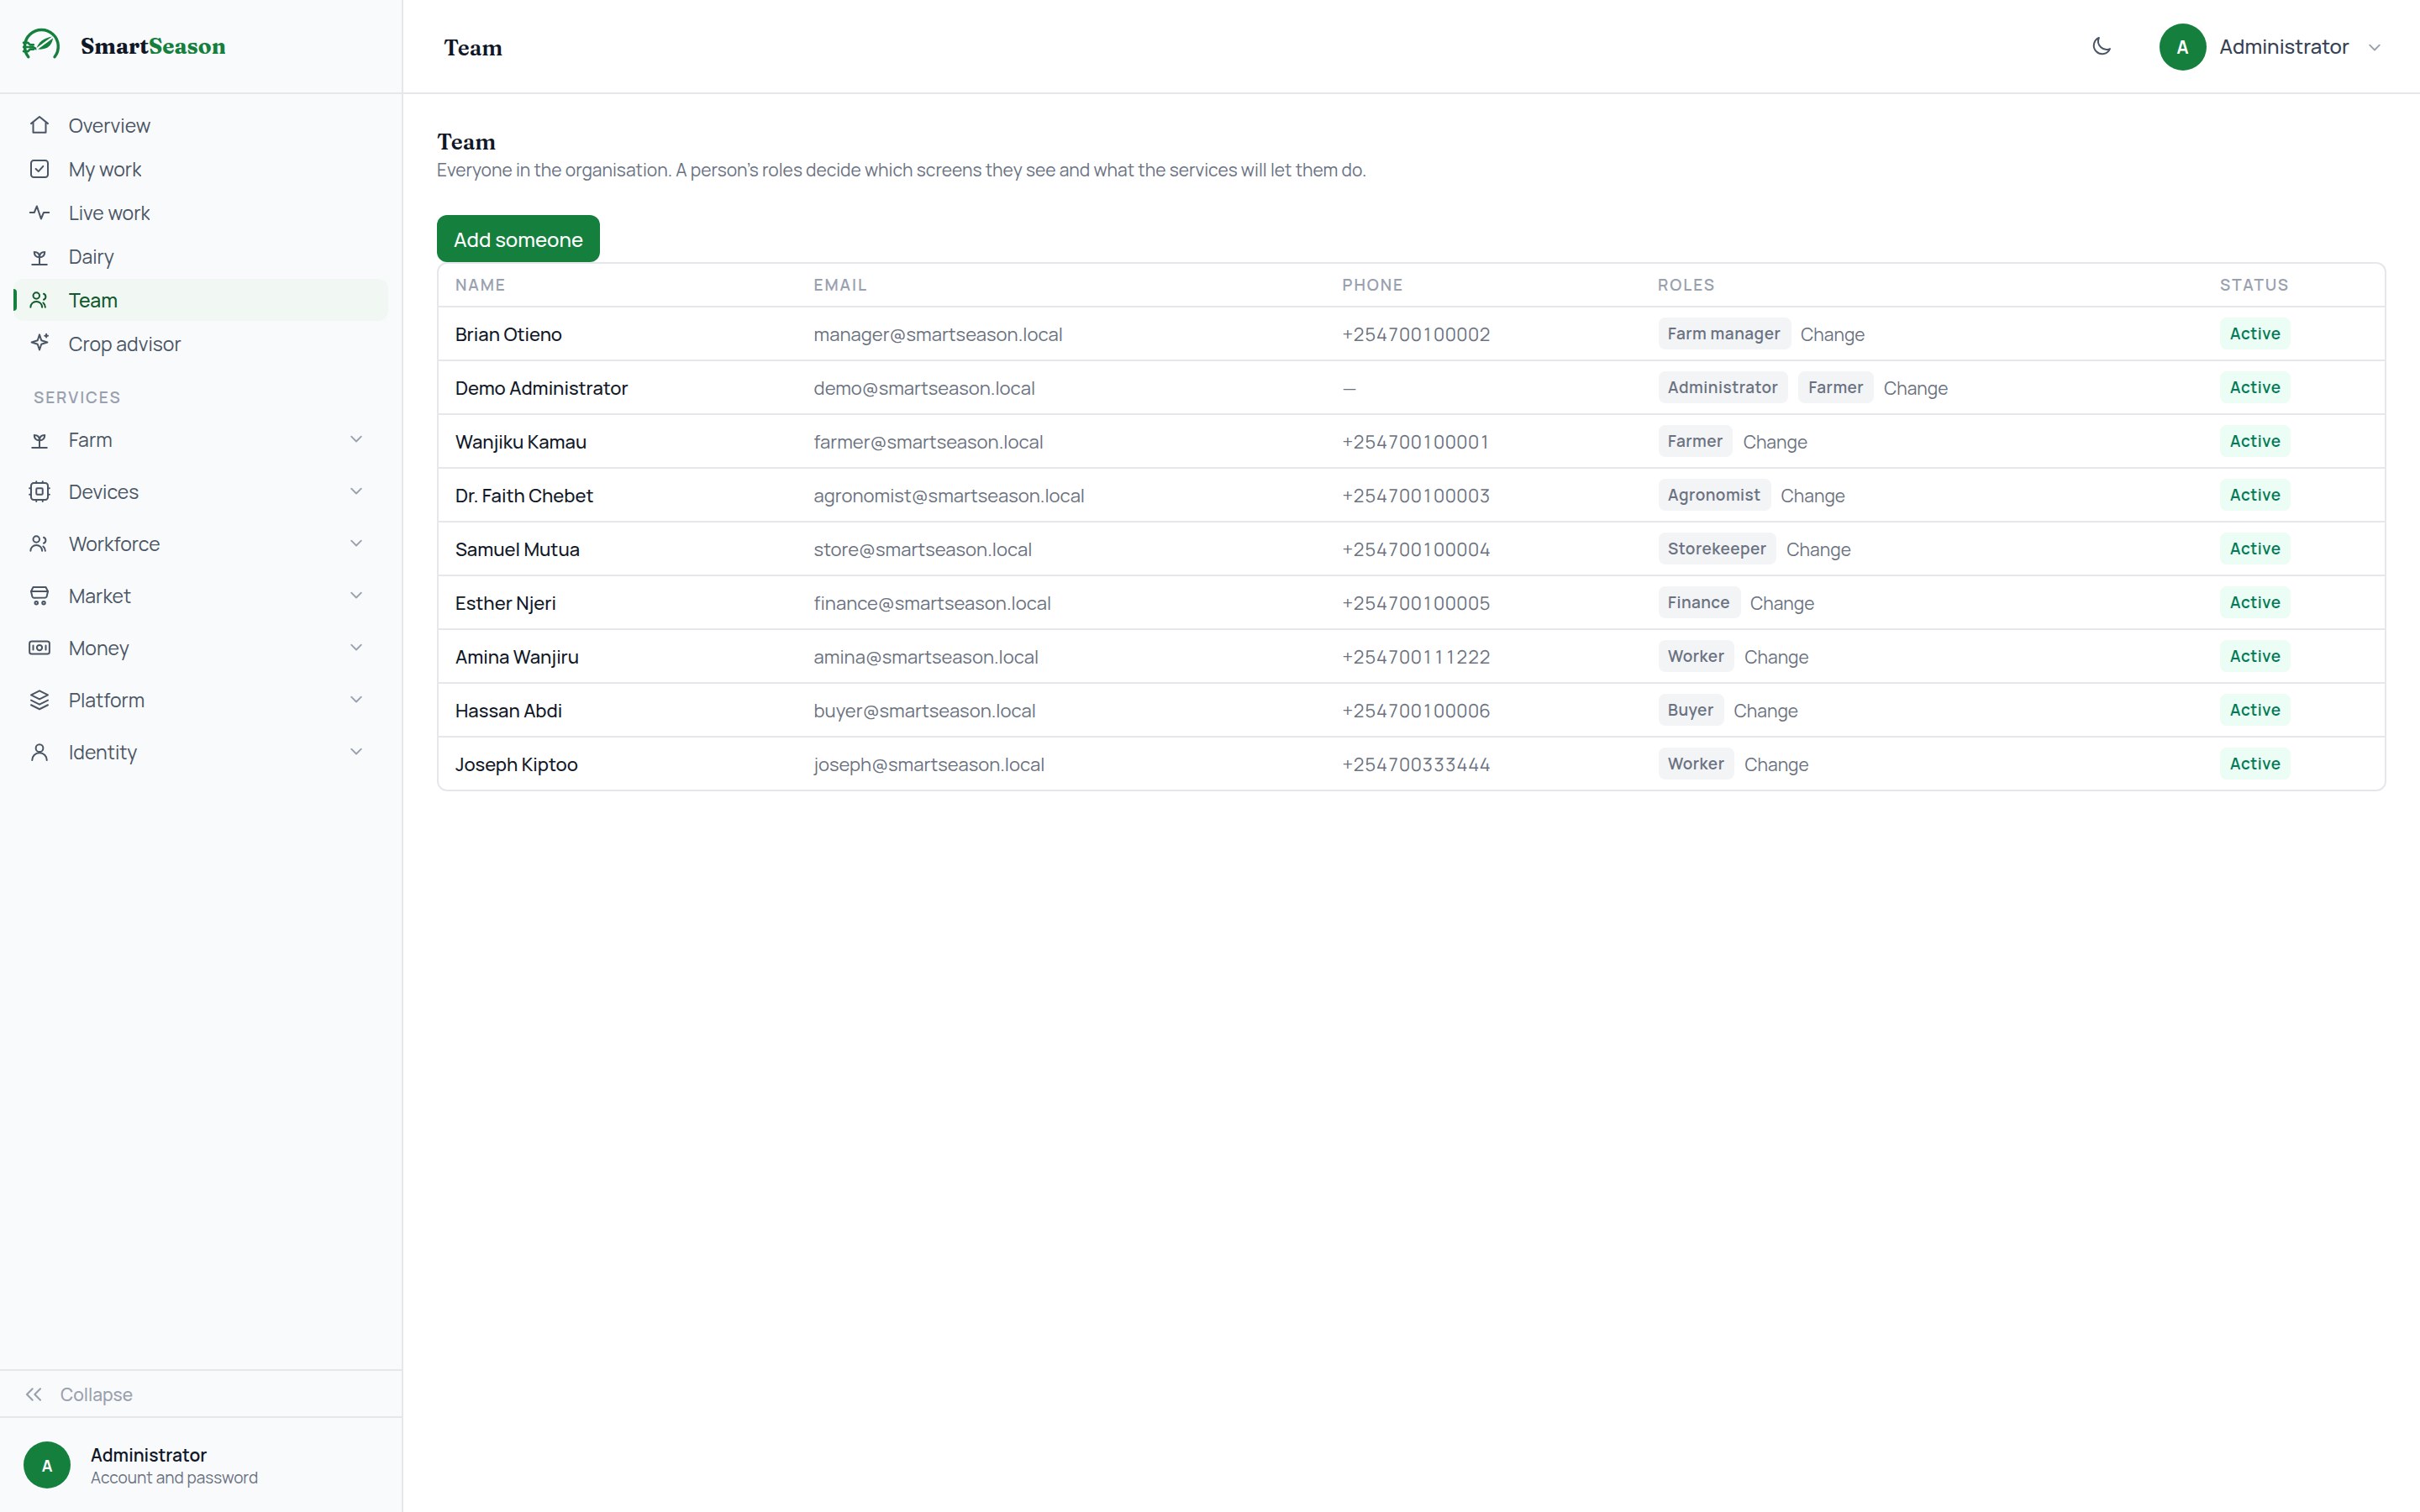 SmartSeason
Team
A Administrator
Overview
My work
Live work
Dairy
Team
Crop advisor
SERVICES
Farm
Devices
Workforce
Market
Money
Platform
Identity
Collapse
A Administrator
Account and password
Team
Everyone in the organisation. A person's roles decide which screens they see and what the services will let them do.
Add someone
NAME EMAIL PHONE ROLES STATUS
Brian Otieno manager@smartseason.local +254700100002 Farm manager Change Active
Demo Administrator demo@smartseason.local — Administrator Farmer Change Active
Wanjiku Kamau farmer@smartseason.local +254700100001 Farmer Change Active
Dr. Faith Chebet agronomist@smartseason.local +254700100003 Agronomist Change Active
Samuel Mutua store@smartseason.local +254700100004 Storekeeper Change Active
Esther Njeri finance@smartseason.local +254700100005 Finance Change Active
Amina Wanjiru amina@smartseason.local +254700111222 Worker Change Active
Hassan Abdi buyer@smartseason.local +254700100006 Buyer Change Active
Joseph Kiptoo joseph@smartseason.local +254700333444 Worker Change Active